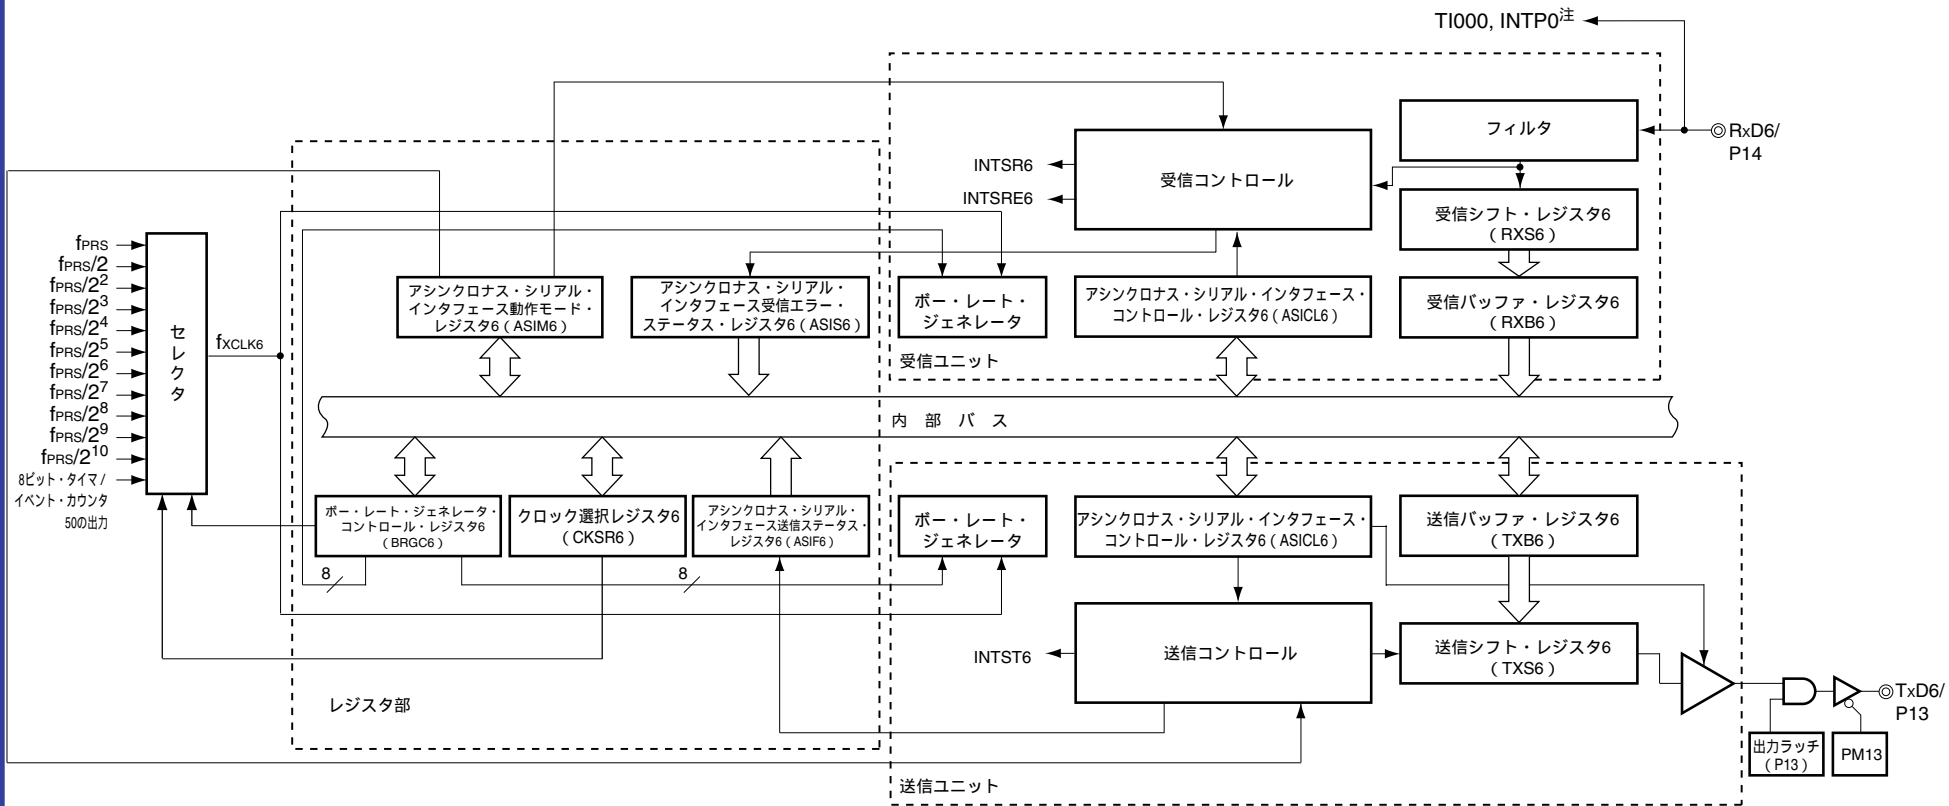 TI000, INTP0注
フィルタ
RxD6/
P14
INTSR6
INTSRE6
受信コントロール
受信シフト・レジスタ6
（RXS6）
fPRS
fPRS/2
fPRS/2²
fPRS/2³
fPRS/2⁴
fPRS/2⁵
fPRS/2⁶
fPRS/2⁷
fPRS/2⁸
fPRS/2⁹
fPRS/2¹⁰
8ビット・タイマ/
イベント・カウンタ
50の出力
セレクタ
fXCLK6
アシンクロナス・シリアル・
インタフェース動作モード・
レジスタ6（ASIM6）
アシンクロナス・シリアル・
インタフェース受信エラー・
ステータス・レジスタ6（ASIS6）
ボー・レート・
ジェネレータ
アシンクロナス・シリアル・インタフェース・
コントロール・レジスタ6（ASICL6）
受信バッファ・レジスタ6
（RXB6）
受信ユニット
内 部 バ ス
ボー・レート・ジェネレータ・
コントロール・レジスタ6
（BRGC6）
クロック選択レジスタ6
（CKSR6）
アシンクロナス・シリアル・
インタフェース送信ステータス・
レジスタ6（ASIF6）
ボー・レート・
ジェネレータ
アシンクロナス・シリアル・インタフェース・
コントロール・レジスタ6（ASICL6）
送信バッファ・レジスタ6
（TXB6）
8
8
INTST6
送信コントロール
送信シフト・レジスタ6
（TXS6）
レジスタ部
TxD6/
P13
出力ラッチ
（P13）
PM13
送信ユニット